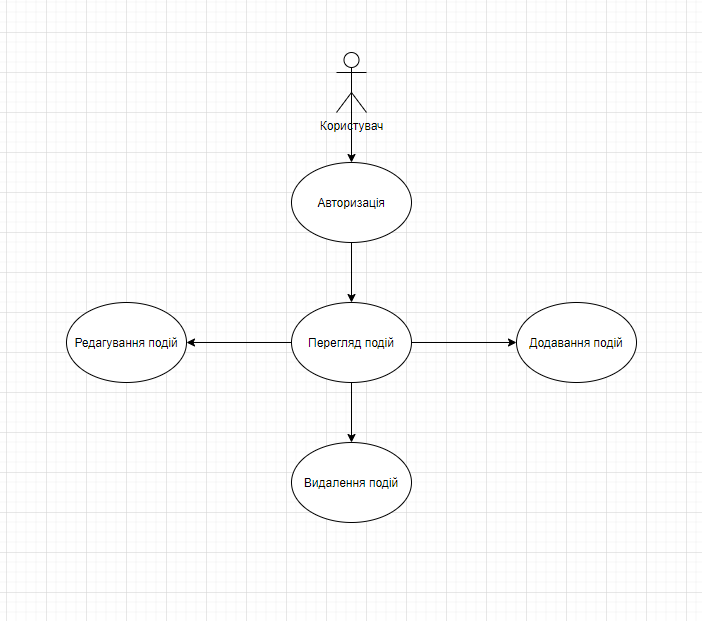 Користувач
Авторизація
Редагування подій
Перегляд подій
Додавання подій
Видалення подій